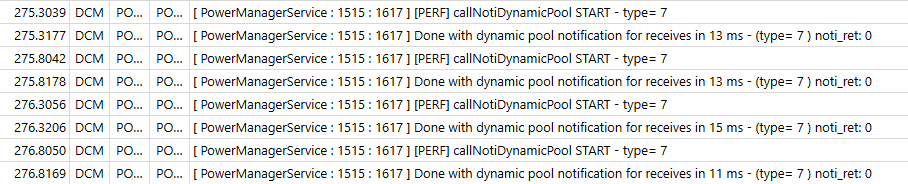 275.3039 DCM PO... PO... [ PowerManagerService : 1515 : 1617 ] [PERF] callNotiDynamicPool START - type= 7
275.3177 DCM PO... PO... [ PowerManagerService : 1515 : 1617 ] Done with dynamic pool notification for receives in 13 ms - (type= 7 ) noti_ret: 0
275.8042 DCM PO... PO... [ PowerManagerService : 1515 : 1617 ] [PERF] callNotiDynamicPool START - type= 7
275.8178 DCM PO... PO... [ PowerManagerService : 1515 : 1617 ] Done with dynamic pool notification for receives in 13 ms - (type= 7 ) noti_ret: 0
276.3056 DCM PO... PO... [ PowerManagerService : 1515 : 1617 ] [PERF] callNotiDynamicPool START - type= 7
276.3206 DCM PO... PO... [ PowerManagerService : 1515 : 1617 ] Done with dynamic pool notification for receives in 15 ms - (type= 7 ) noti_ret: 0
276.8050 DCM PO... PO... [ PowerManagerService : 1515 : 1617 ] [PERF] callNotiDynamicPool START - type= 7
276.8169 DCM PO... PO... [ PowerManagerService : 1515 : 1617 ] Done with dynamic pool notification for receives in 11 ms - (type= 7 ) noti_ret: 0